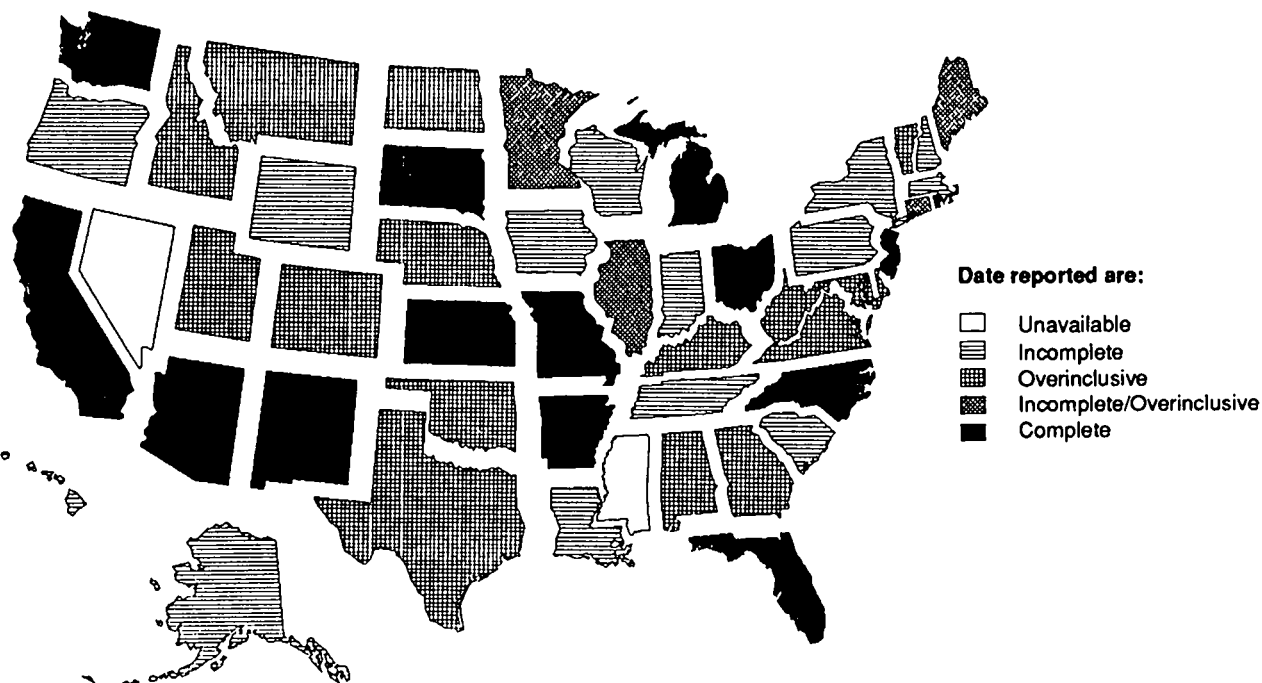 Date reported are:
Unavailable
Incomplete
Overinclusive
Incomplete/Overinclusive
Complete